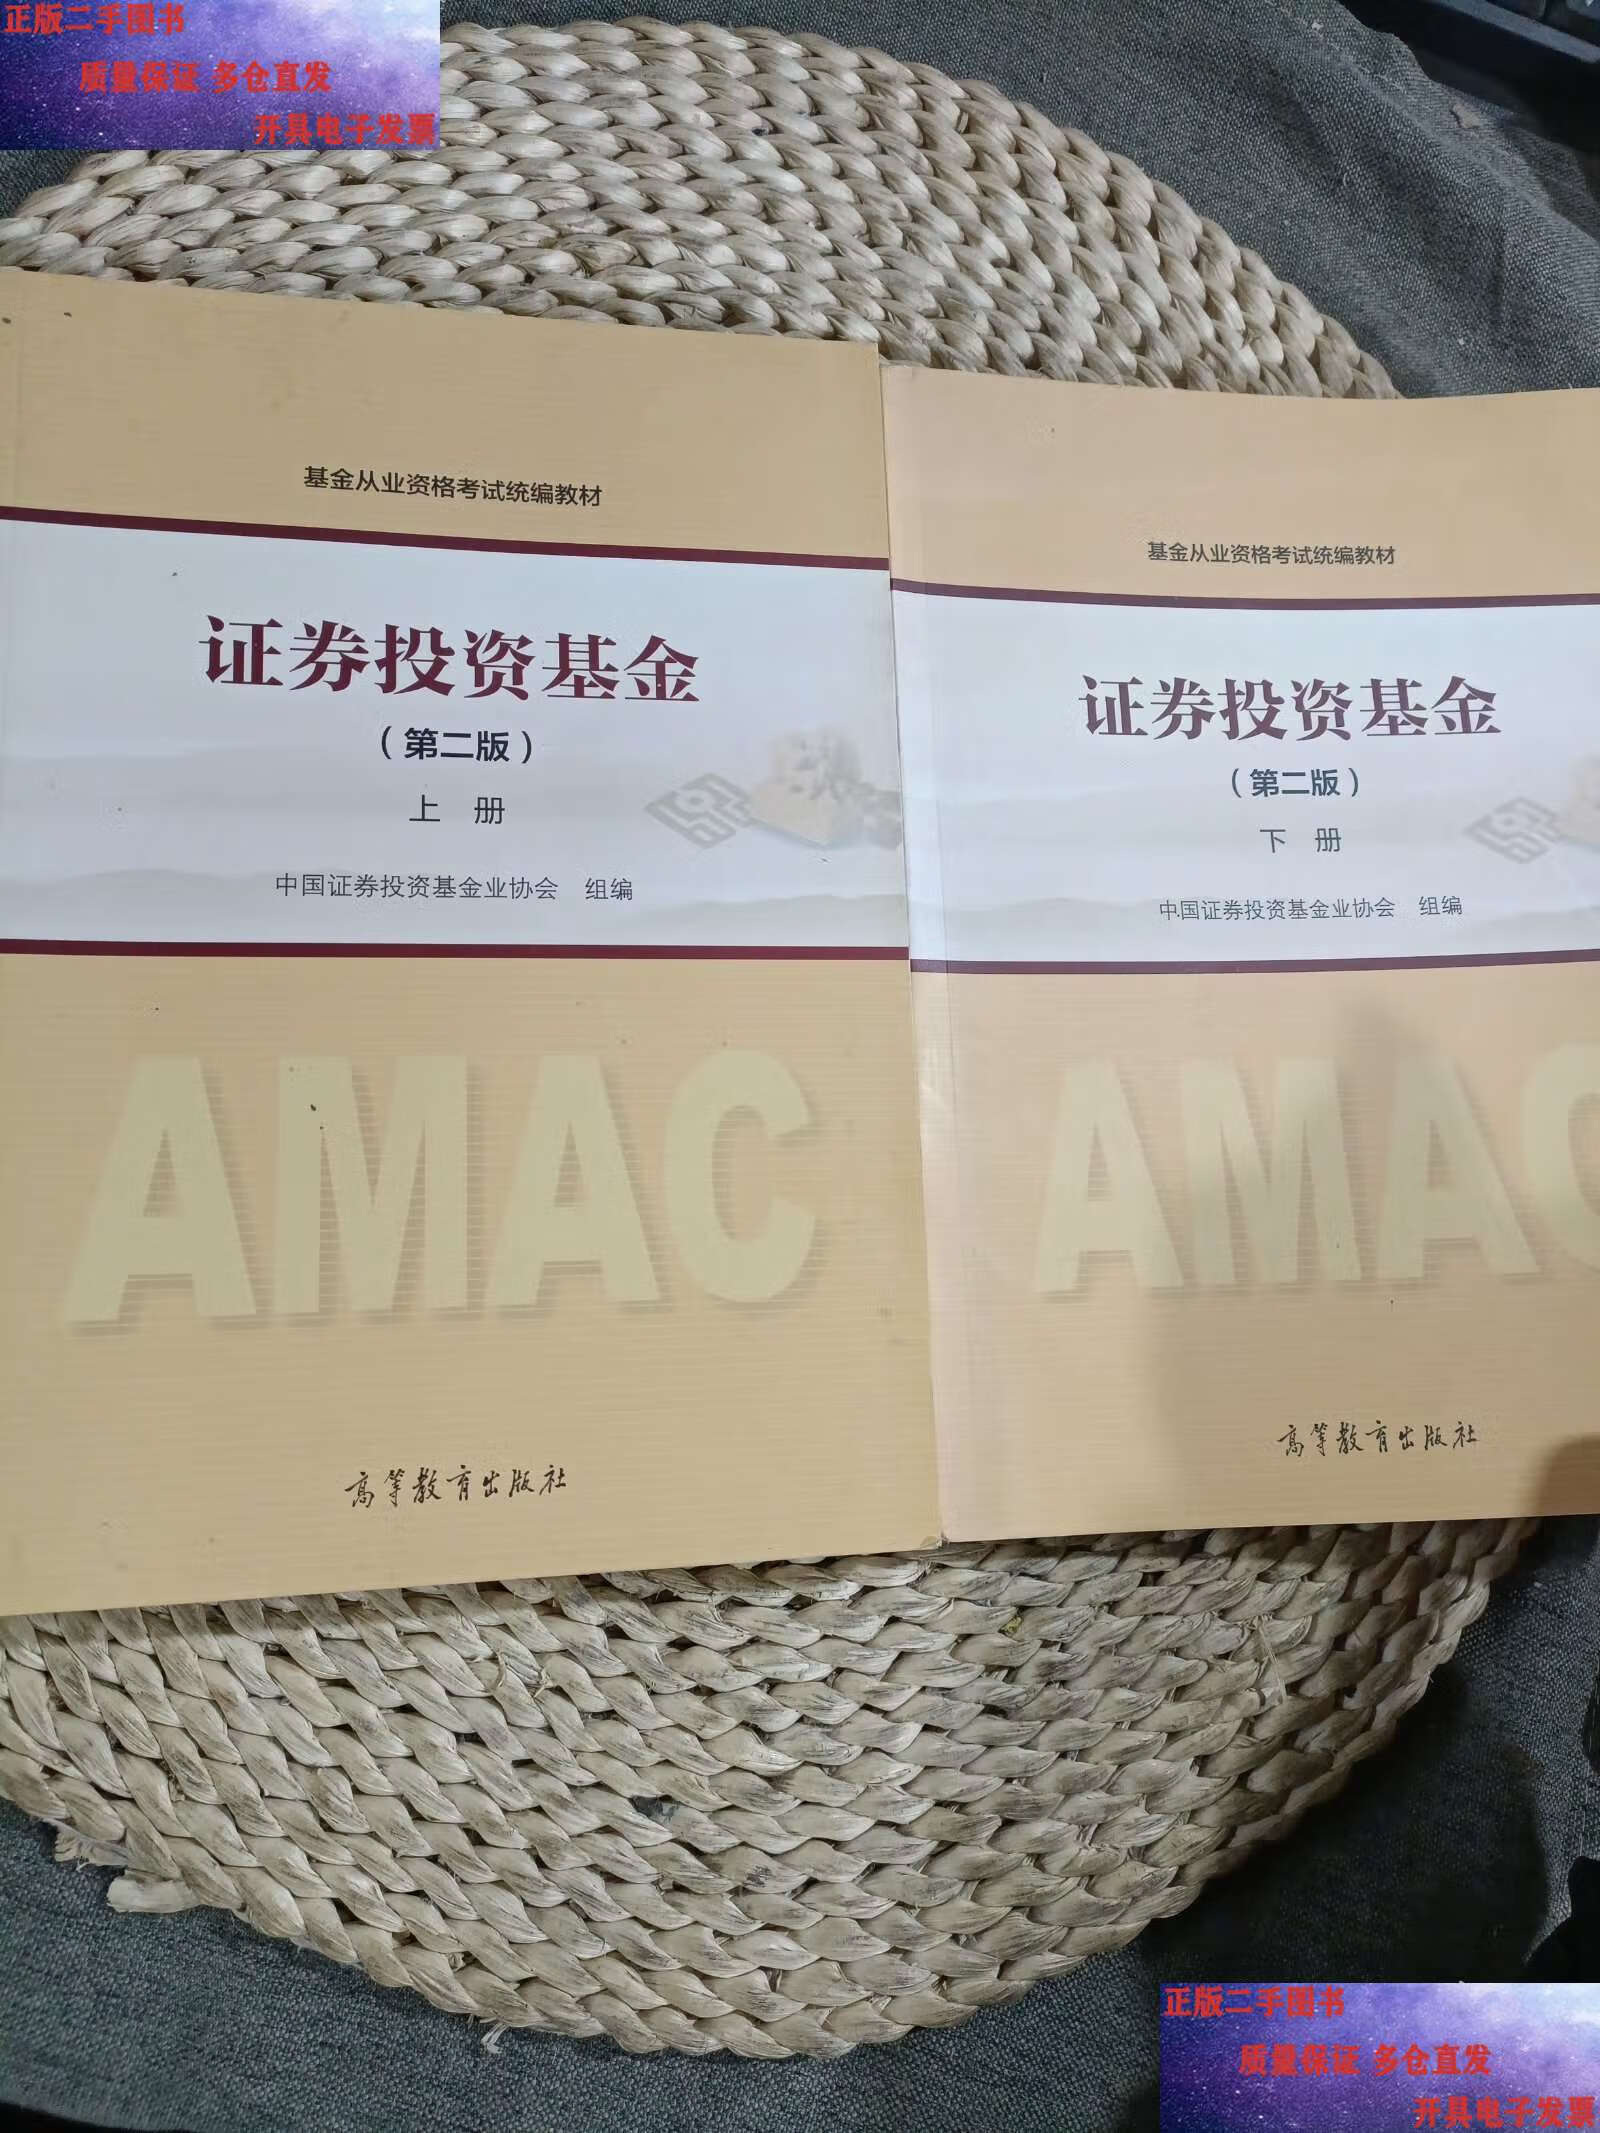 正版二手图书
质量保证 多仓直发
开具电子发票
基金从业资格考试统编教材
证券投资基金
（第二版）
上 册
中国证券投资基金业协会 组编
AMAC
高等教育出版社
基金从业资格考试统编教材
证券投资基金
（第二版）
下 册
中国证券投资基金业协会 组编
AMAC
高等教育出版社
正版二手图书
质量保证 多仓直发
开具电子发票